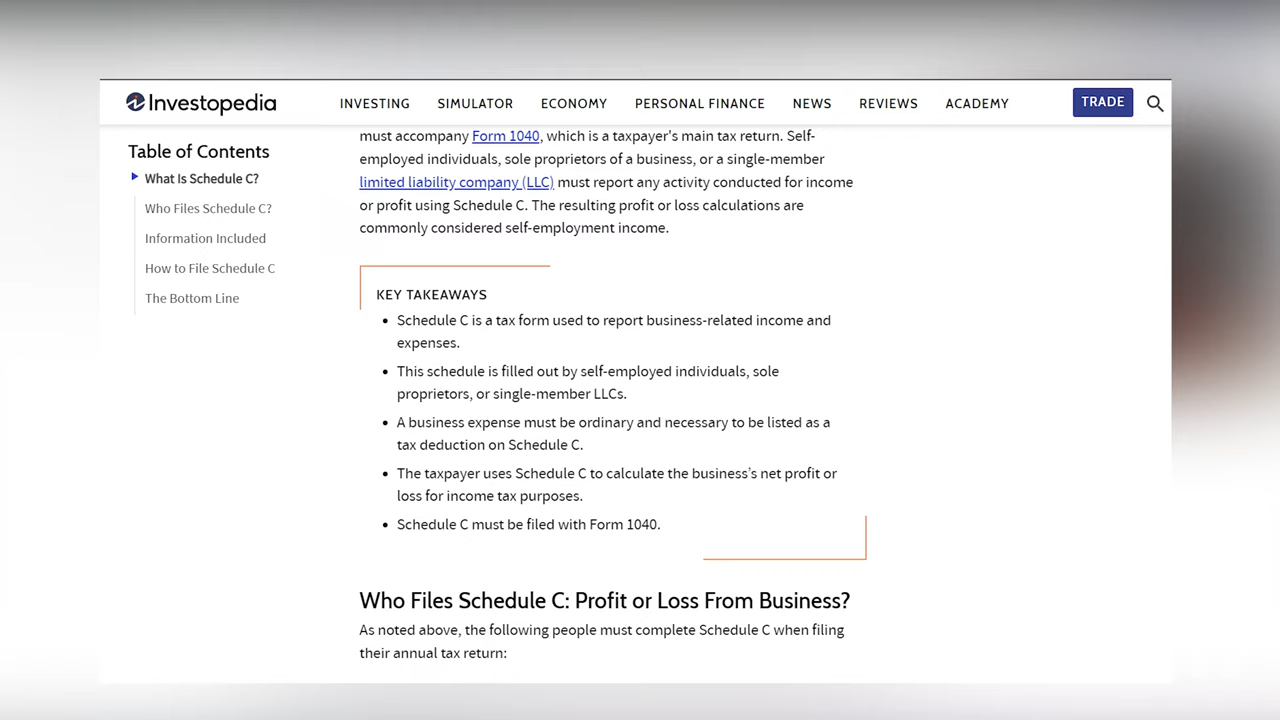 Investopedia
INVESTING SIMULATOR ECONOMY PERSONAL FINANCE NEWS REVIEWS ACADEMY TRADE
Table of Contents
What Is Schedule C?
Who Files Schedule C?
Information Included
How to File Schedule C
The Bottom Line
must accompany Form 1040, which is a taxpayer's main tax return. Self-
employed individuals, sole proprietors of a business, or a single-member
limited liability company (LLC) must report any activity conducted for income
or profit using Schedule C. The resulting profit or loss calculations are
commonly considered self-employment income.
KEY TAKEAWAYS
• Schedule C is a tax form used to report business-related income and
expenses.
• This schedule is filled out by self-employed individuals, sole
proprietors, or single-member LLCs.
• A business expense must be ordinary and necessary to be listed as a
tax deduction on Schedule C.
• The taxpayer uses Schedule C to calculate the business’s net profit or
loss for income tax purposes.
• Schedule C must be filed with Form 1040.
Who Files Schedule C: Profit or Loss From Business?
As noted above, the following people must complete Schedule C when filing
their annual tax return: